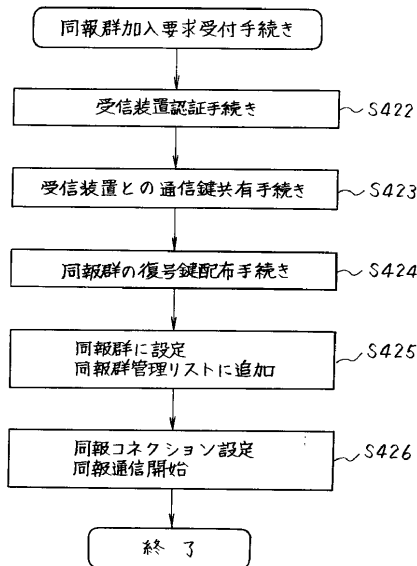 同報群加入要求受付手続き
受信装置認証手続き
S422
受信装置との通信鍵共有手続き
S423
同報群の復号鍵配布手続き
S424
同報群に設定
同報群管理リストに追加
S425
同報コネクション設定
同報通信開始
S426
終了